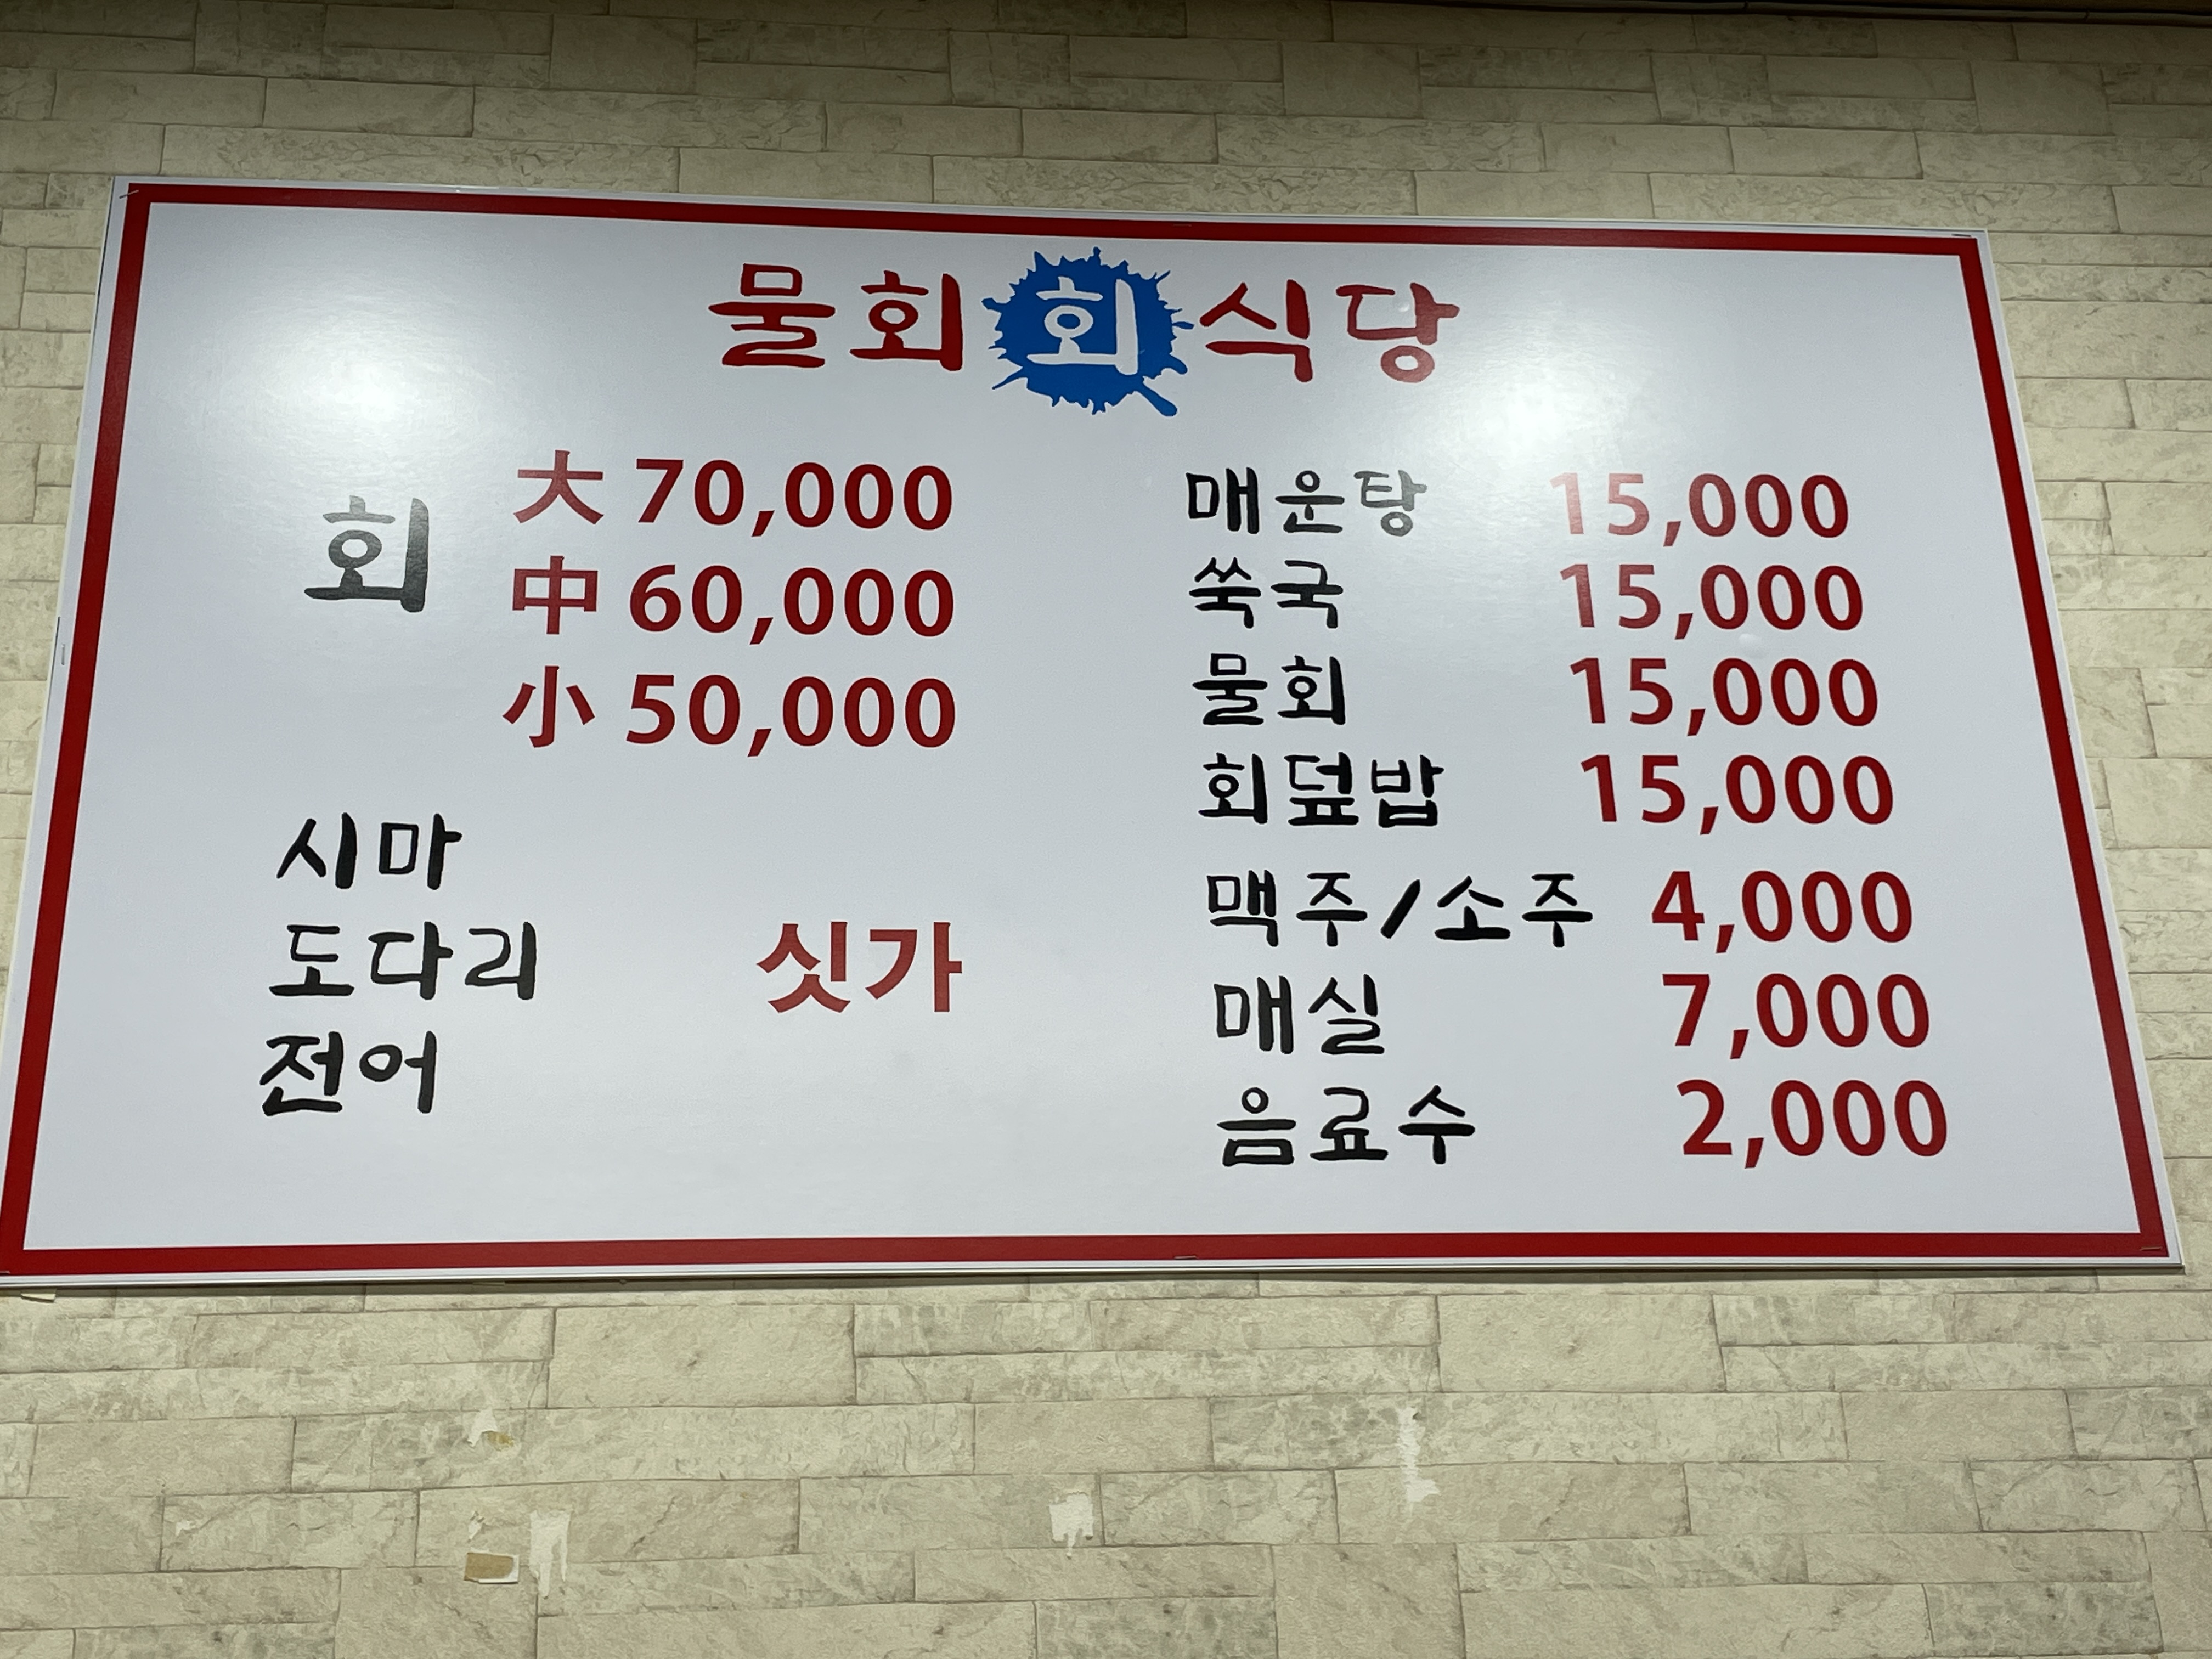 물회 회 식당
회
大 70,000
中 60,000
小 50,000
시마
도다리
전어
싯가
매운탕 15,000
쑥국 15,000
물회 15,000
회덮밥 15,000
맥주/소주 4,000
매실 7,000
음료수 2,000